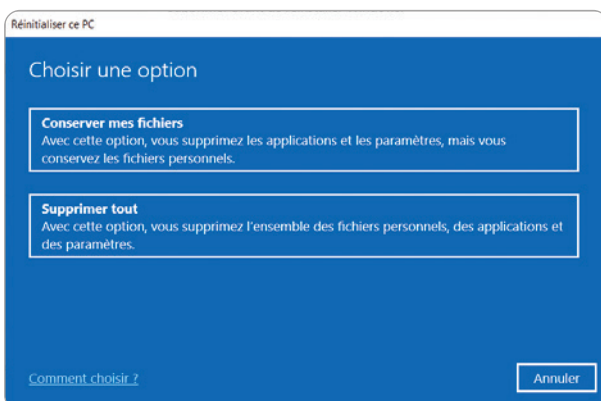 Réinitialiser ce PC
Choisir une option
Conserver mes fichiers
Avec cette option, vous supprimez les applications et les paramètres, mais vous
conservez les fichiers personnels.
Supprimer tout
Avec cette option, vous supprimez l'ensemble des fichiers personnels, des applications et
des paramètres.
Comment choisir ?
Annuler